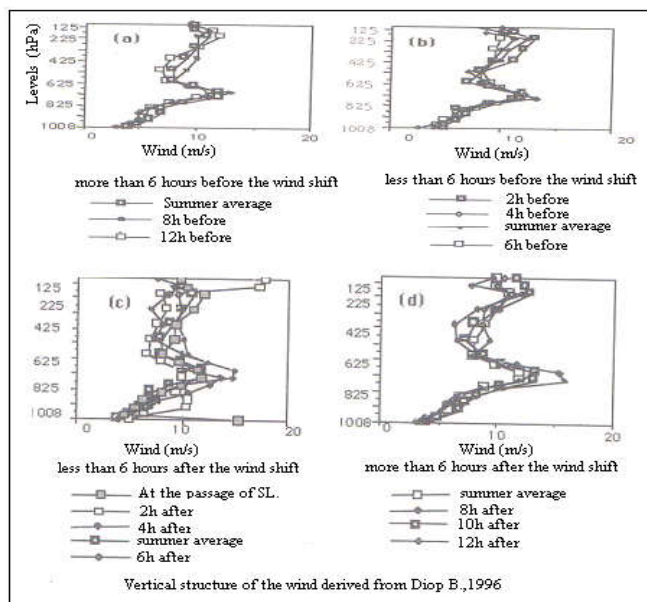 Levels (hPa)
(a)
125
225
425
625
825
1008
0
10
20
Wind (m/s)
more than 6 hours before the wind shift
Summer average
8h before
12h before
(b)
125
225
425
625
825
1008
0
10
20
Wind (m/s)
less than 6 hours before the wind shift
2h before
4h before
summer average
6h before
(c)
125
225
425
625
825
1008
0
10
20
Wind (m/s)
less than 6 hours after the wind shift
At the passage of SL.
2h after
4h after
summer average
6h after
(d)
125
225
425
625
825
1008
0
10
20
Wind (m/s)
more than 6 hours after the wind shift
summer average
8h after
10h after
12h after
Vertical structure of the wind derived from Diop B.,1996